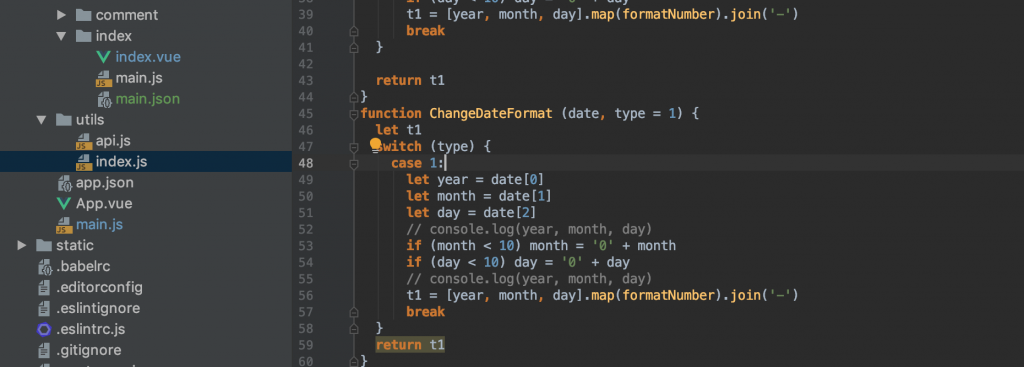 comment
index
index.vue
main.js
main.json
utils
api.js
index.js
app.json
App.vue
main.js
static
.babelrc
.editorconfig
.eslintignore
.eslintrc.js
.gitignore
39 t1 = [year, month, day].map(formatNumber).join('-')
40 break
41 }
42
43 return t1
44 }
45 function ChangeDateFormat (date, type = 1) {
46 let t1
47 switch (type) {
48 case 1:
49 let year = date[0]
50 let month = date[1]
51 let day = date[2]
52 // console.log(year, month, day)
53 if (month < 10) month = '0' + month
54 if (day < 10) day = '0' + day
55 // console.log(year, month, day)
56 t1 = [year, month, day].map(formatNumber).join('-')
57 break
58 }
59 return t1
60 }